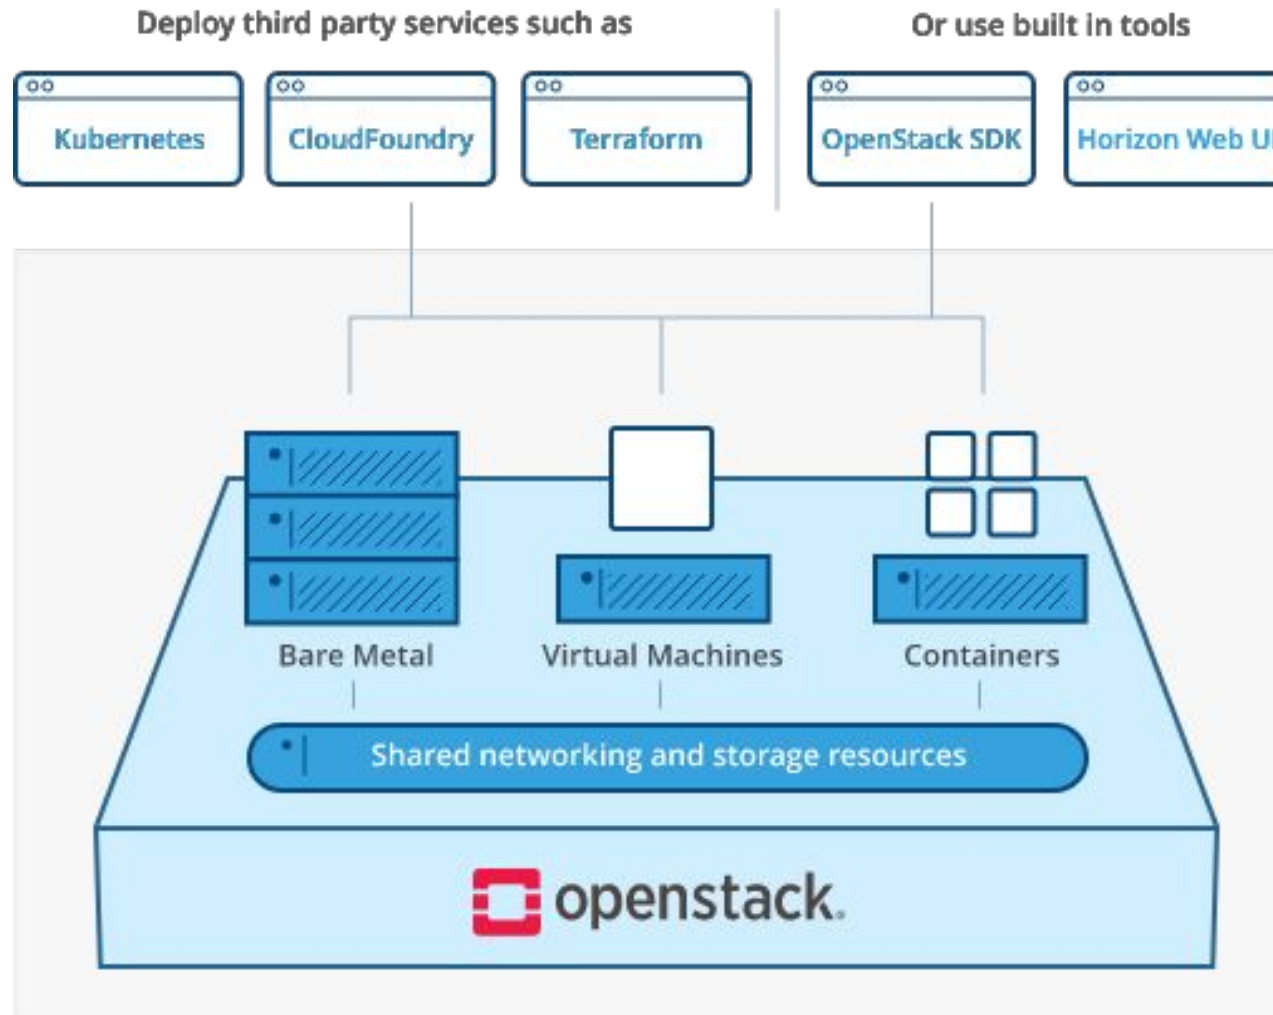 Deploy third party services such as
Or use built in tools
Kubernetes
CloudFoundry
Terraform
OpenStack SDK
Horizon Web UI
Bare Metal
Virtual Machines
Containers
Shared networking and storage resources
openstack.